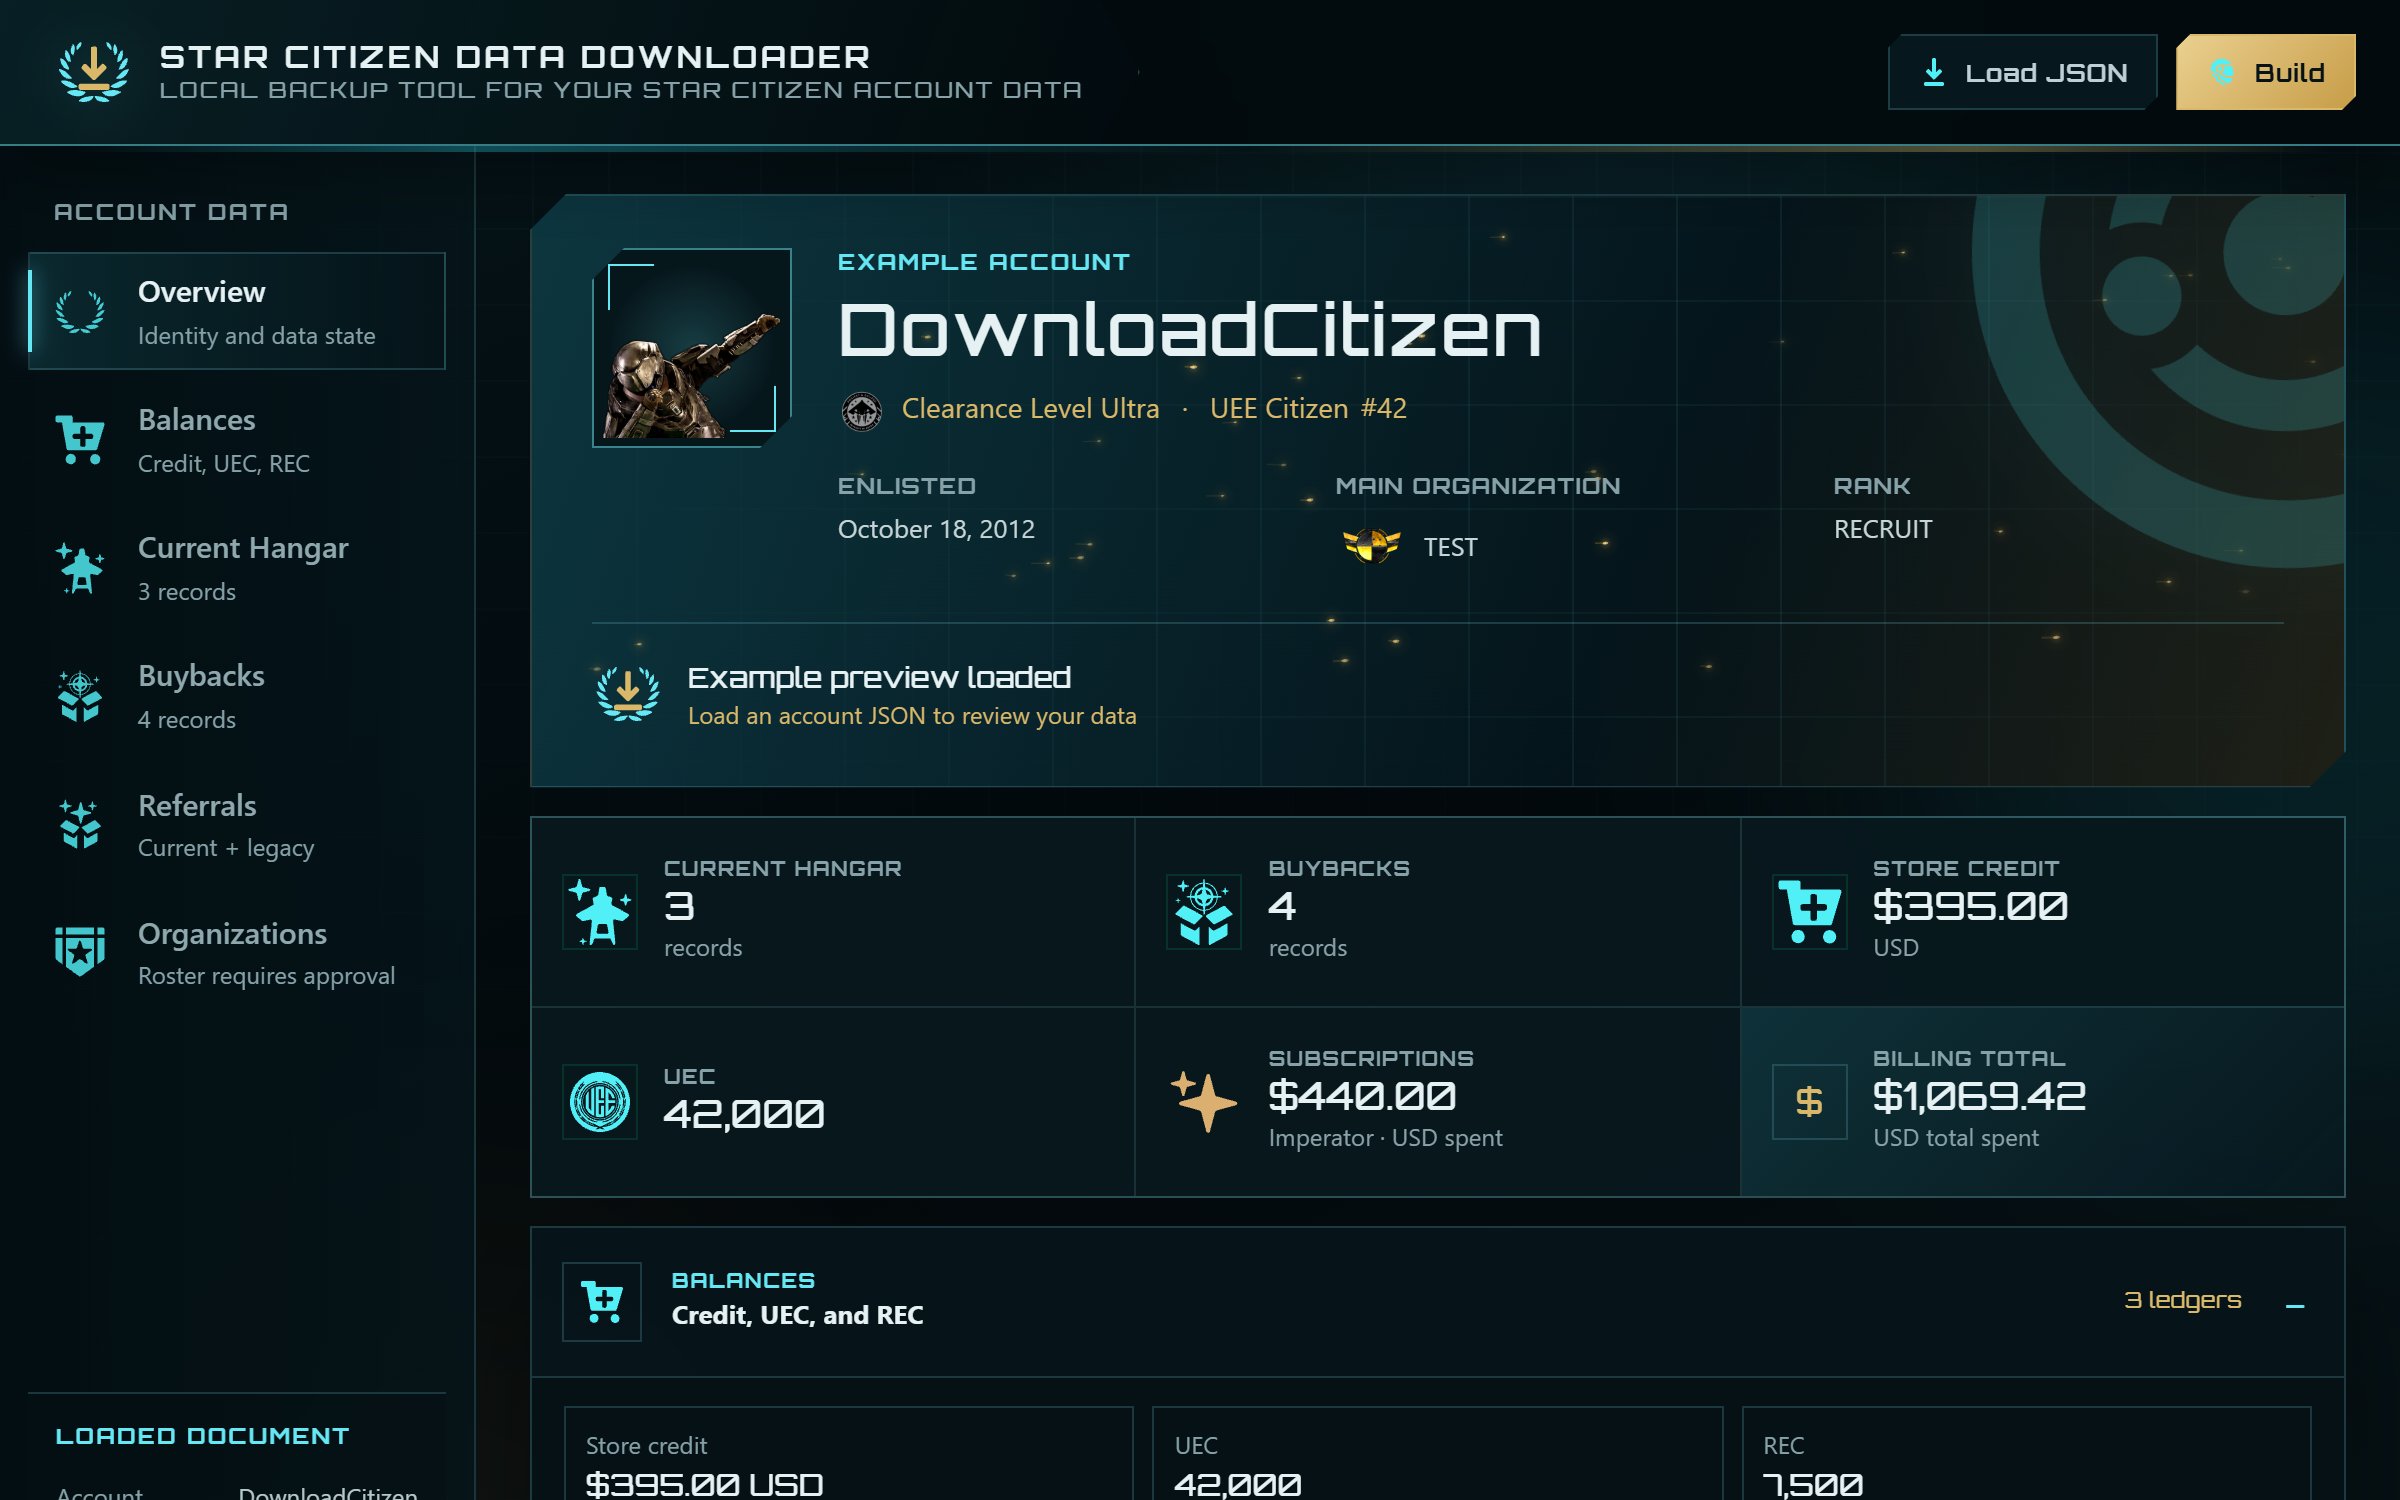 STAR CITIZEN DATA DOWNLOADER
LOCAL BACKUP TOOL FOR YOUR STAR CITIZEN ACCOUNT DATA
Load JSON
Build
ACCOUNT DATA
Overview
Identity and data state
Balances
Credit, UEC, REC
Current Hangar
3 records
Buybacks
4 records
Referrals
Current + legacy
Organizations
Roster requires approval
LOADED DOCUMENT
Account DownloadCitizen
EXAMPLE ACCOUNT
DownloadCitizen
Clearance Level Ultra · UEE Citizen #42
ENLISTED
October 18, 2012
MAIN ORGANIZATION
TEST
RANK
RECRUIT
Example preview loaded
Load an account JSON to review your data
CURRENT HANGAR
3
records
BUYBACKS
4
records
STORE CREDIT
$395.00
USD
UEE
UEC
42,000
SUBSCRIPTIONS
$440.00
Imperator · USD spent
$
BILLING TOTAL
$1,069.42
USD total spent
BALANCES
Credit, UEC, and REC
3 ledgers
Store credit
$395.00 USD
UEC
42,000
REC
7,500